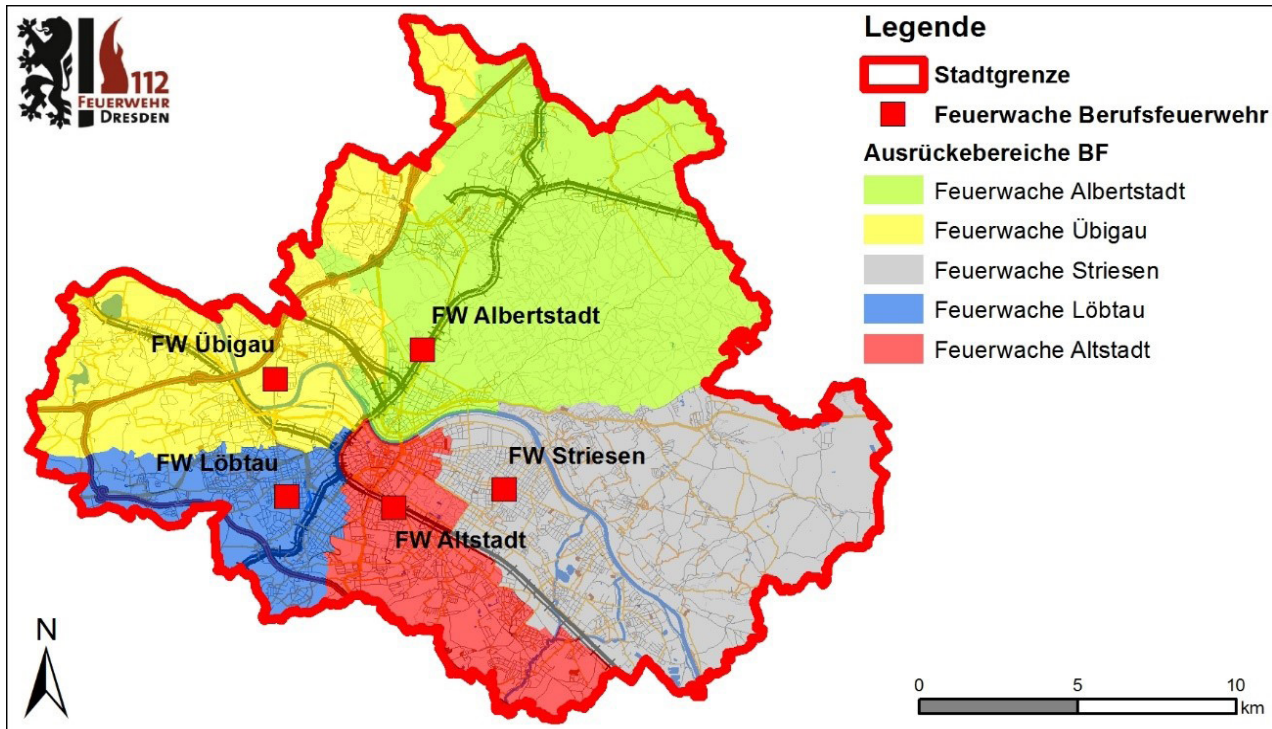 112
FEUERWEHR
DRESDEN
Legende
Stadtgrenze
Feuerwache Berufsfeuerwehr
Ausrückebereiche BF
Feuerwache Albertstadt
Feuerwache Übigau
Feuerwache Striesen
Feuerwache Löbtau
Feuerwache Altstadt
FW Albertstadt
FW Übigau
FW Löbtau
FW Striesen
FW Altstadt
N
0 5 10
km